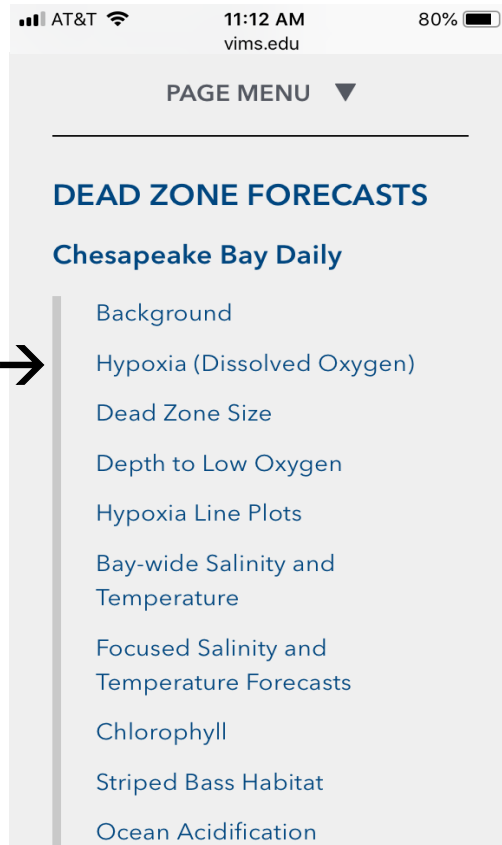 AT&T 11:12 AM 80%
vims.edu
PAGE MENU ▼
DEAD ZONE FORECASTS
Chesapeake Bay Daily
Background
Hypoxia (Dissolved Oxygen)
Dead Zone Size
Depth to Low Oxygen
Hypoxia Line Plots
Bay-wide Salinity and
Temperature
Focused Salinity and
Temperature Forecasts
Chlorophyll
Striped Bass Habitat
Ocean Acidification